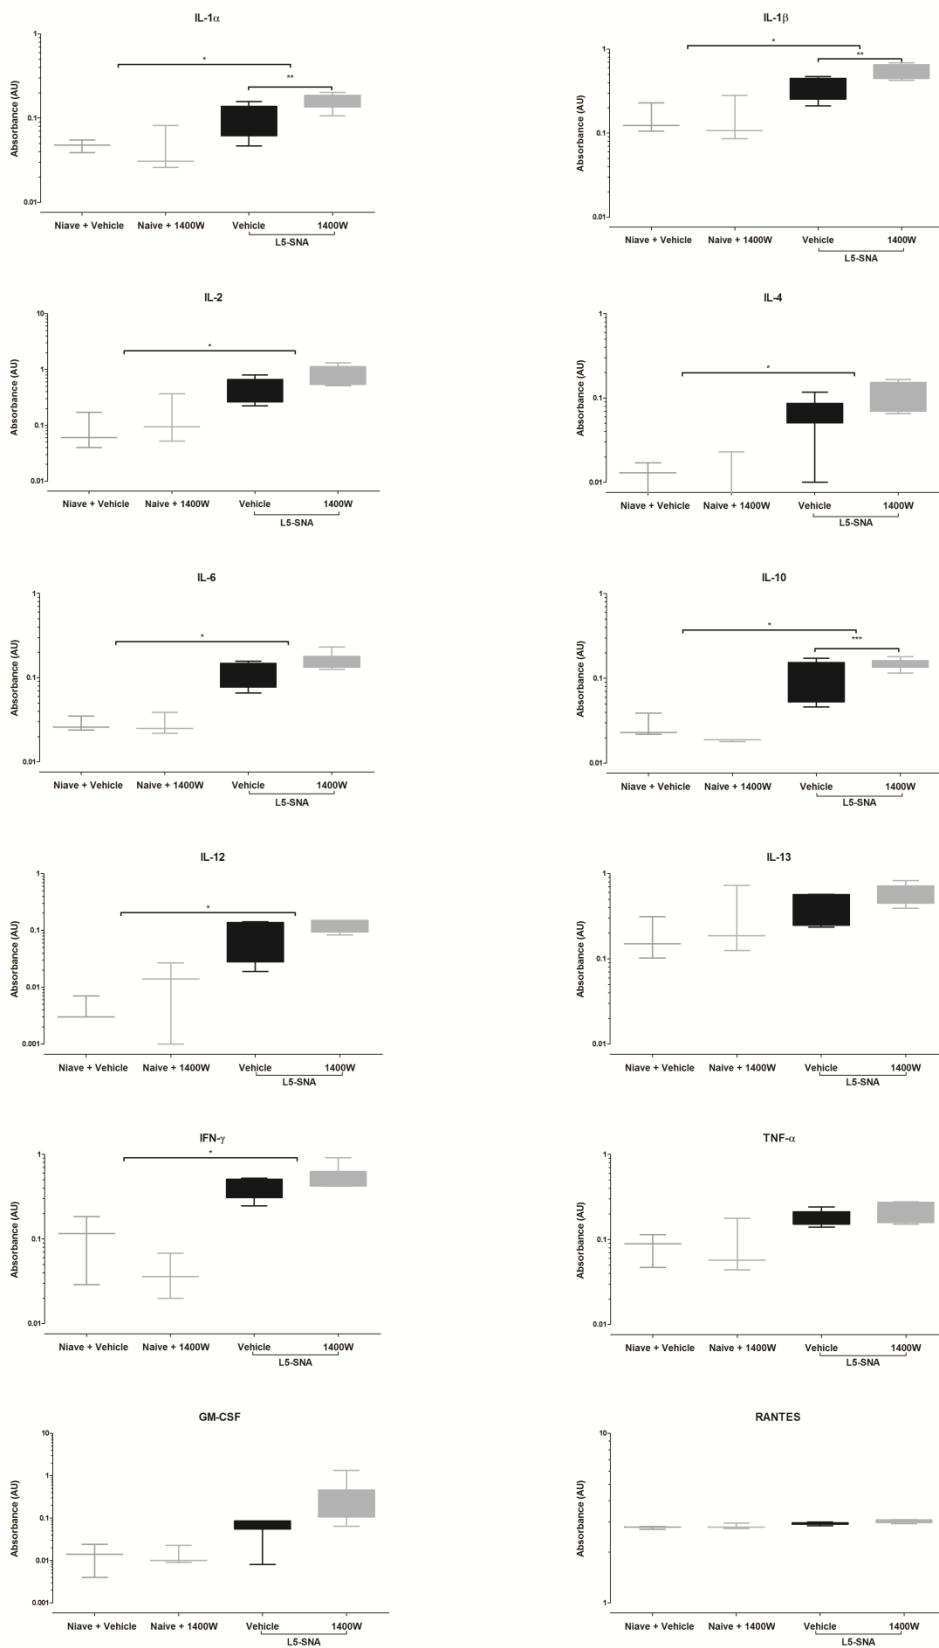 IL-1α
Absorbance (AU)
1
0.1
0.01
*
**
Niave + Vehicle
Naive + 1400W
Vehicle
1400W
L5-SNA
IL-1β
Absorbance (AU)
1
0.1
0.01
*
**
Niave + Vehicle
Naive + 1400W
Vehicle
1400W
L5-SNA
IL-2
Absorbance (AU)
10
1
0.1
0.01
*
Niave + Vehicle
Naive + 1400W
Vehicle
1400W
L5-SNA
IL-4
Absorbance (AU)
1
0.1
0.01
*
Niave + Vehicle
Naive + 1400W
Vehicle
1400W
L5-SNA
IL-6
Absorbance (AU)
1
0.1
0.01
*
Niave + Vehicle
Naive + 1400W
Vehicle
1400W
L5-SNA
IL-10
Absorbance (AU)
1
0.1
0.01
*
***
Niave + Vehicle
Naive + 1400W
Vehicle
1400W
L5-SNA
IL-12
Absorbance (AU)
1
0.1
0.01
0.001
*
Niave + Vehicle
Naive + 1400W
Vehicle
1400W
L5-SNA
IL-13
Absorbance (AU)
1
0.1
0.01
Niave + Vehicle
Naive + 1400W
Vehicle
1400W
L5-SNA
IFN-γ
Absorbance (AU)
1
0.1
0.01
*
Niave + Vehicle
Naive + 1400W
Vehicle
1400W
L5-SNA
TNF-α
Absorbance (AU)
1
0.1
0.01
Niave + Vehicle
Naive + 1400W
Vehicle
1400W
L5-SNA
GM-CSF
Absorbance (AU)
10
1
0.1
0.01
0.001
Niave + Vehicle
Naive + 1400W
Vehicle
1400W
L5-SNA
RANTES
Absorbance (AU)
10
1
Niave + Vehicle
Naive + 1400W
Vehicle
1400W
L5-SNA